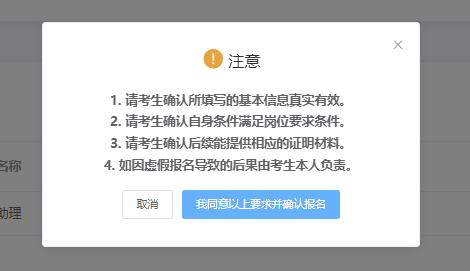 注意
1. 请考生确认所填写的基本信息真实有效。
2. 请考生确认自身条件满足岗位要求条件。
3. 请考生确认后续能提供相应的证明材料。
名称
4. 如因虚假报名导致的后果由考生本人负责。
助理
取消 我同意以上要求并确认报名